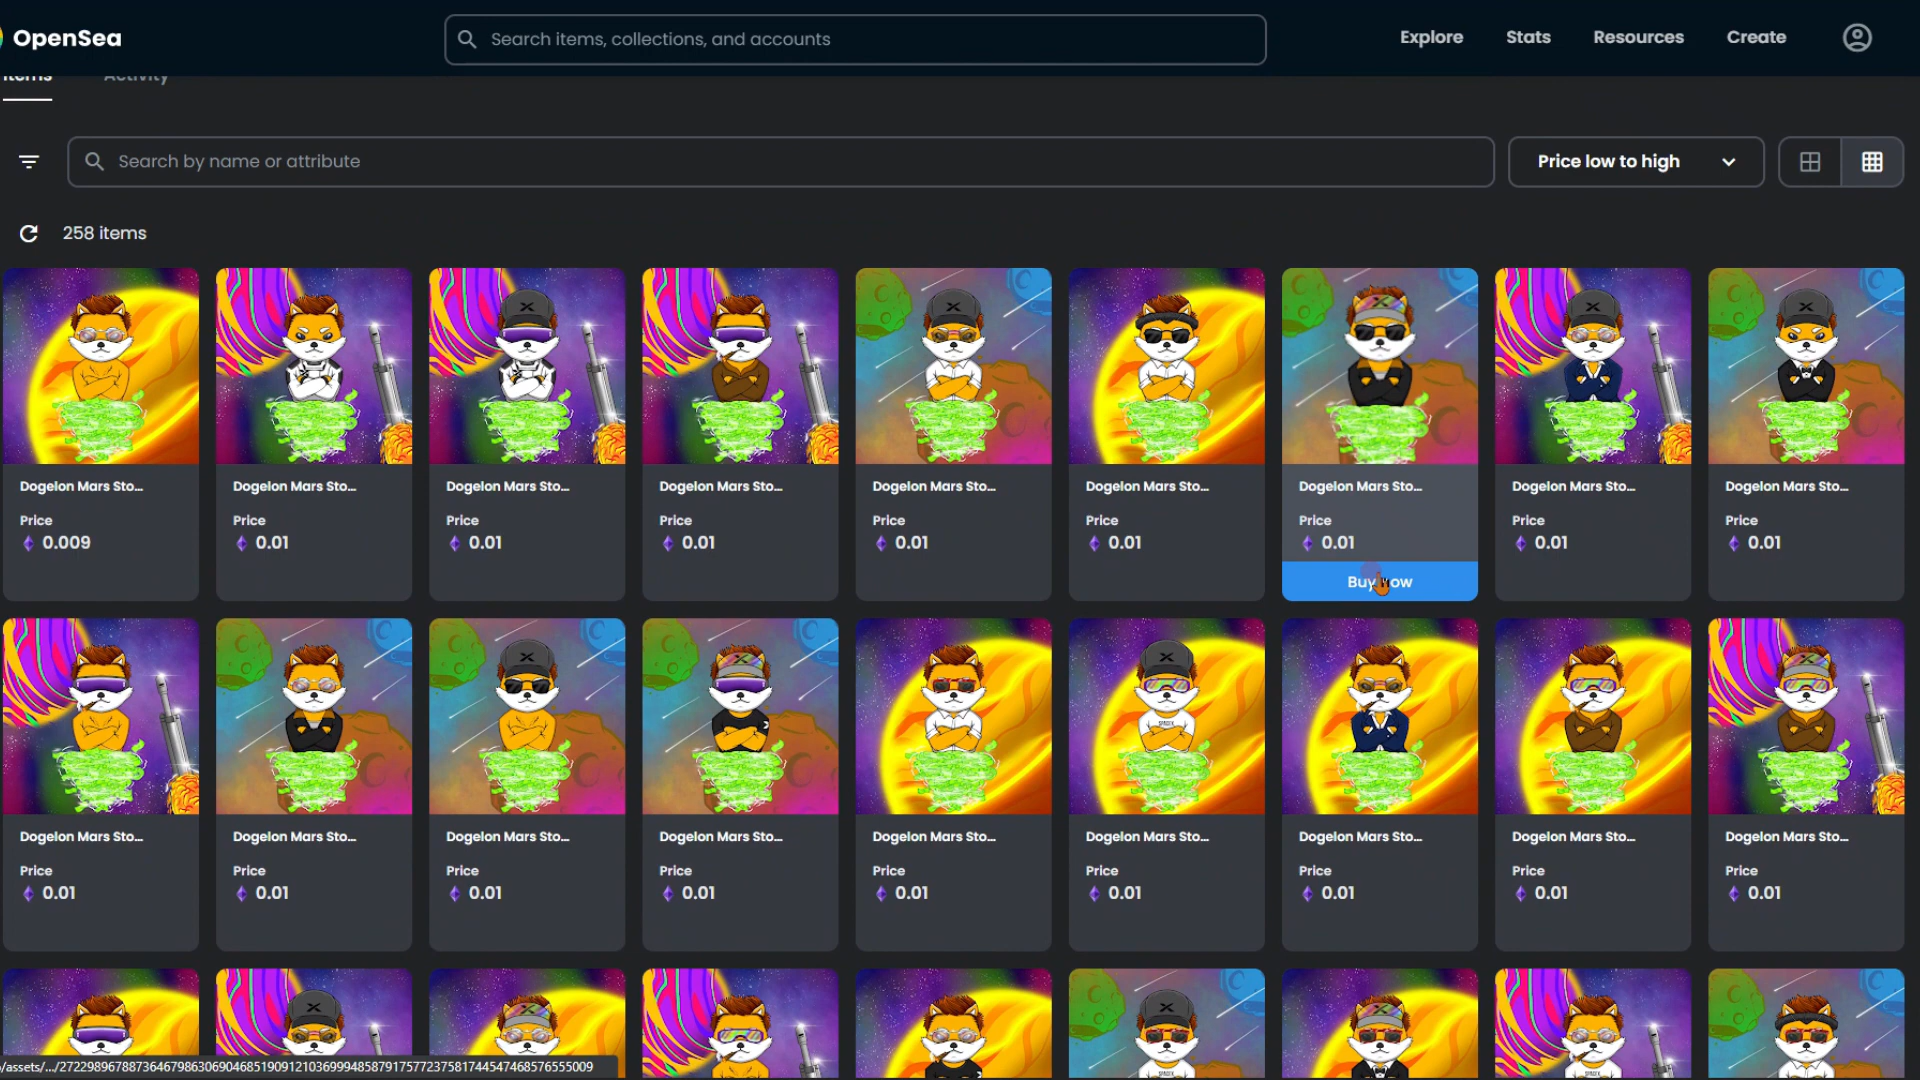 OpenSea
Search items, collections, and accounts
Explore
Stats
Resources
Create
Items
Activity
Search by name or attribute
Price low to high
258 items
Dogelon Mars Sto...
Price
0.009
Dogelon Mars Sto...
Price
0.01
Dogelon Mars Sto...
Price
0.01
Dogelon Mars Sto...
Price
0.01
Dogelon Mars Sto...
Price
0.01
Dogelon Mars Sto...
Price
0.01
Dogelon Mars Sto...
Price
0.01
Buy now
Dogelon Mars Sto...
Price
0.01
Dogelon Mars Sto...
Price
0.01
Dogelon Mars Sto...
Price
0.01
Dogelon Mars Sto...
Price
0.01
Dogelon Mars Sto...
Price
0.01
Dogelon Mars Sto...
Price
0.01
Dogelon Mars Sto...
Price
0.01
Dogelon Mars Sto...
Price
0.01
Dogelon Mars Sto...
Price
0.01
Dogelon Mars Sto...
Price
0.01
Dogelon Mars Sto...
Price
0.01
/assets/.../27229896788736467986306904685190912103699948587917577237581744547468576555009